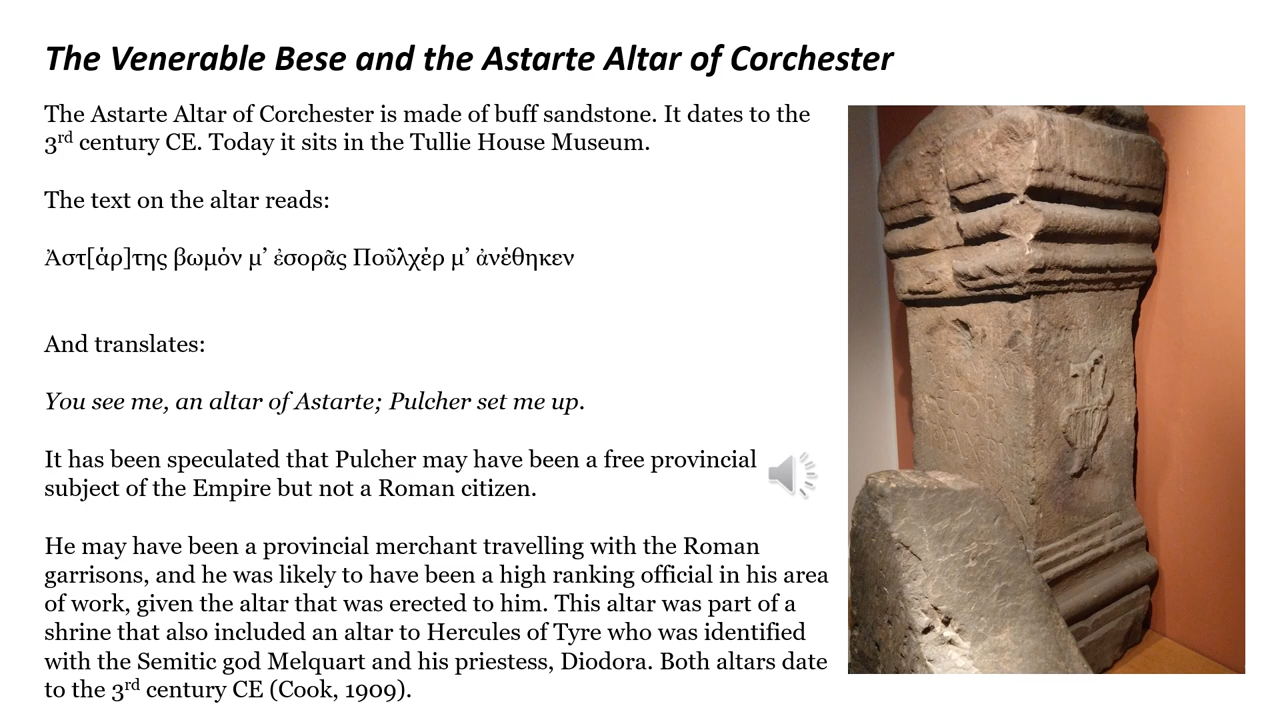 The Venerable Bese and the Astarte Altar of Corchester
The Astarte Altar of Corchester is made of buff sandstone. It dates to the
3rd century CE. Today it sits in the Tullie House Museum.
The text on the altar reads:
Ἀστ[άρ]της βωμόν μ’ ἐσορᾶς Ποῦλχέρ μ’ ἀνέθηκεν
And translates:
You see me, an altar of Astarte; Pulcher set me up.
It has been speculated that Pulcher may have been a free provincial
subject of the Empire but not a Roman citizen.
He may have been a provincial merchant travelling with the Roman
garrisons, and he was likely to have been a high ranking official in his area
of work, given the altar that was erected to him. This altar was part of a
shrine that also included an altar to Hercules of Tyre who was identified
with the Semitic god Melquart and his priestess, Diodora. Both altars date
to the 3rd century CE (Cook, 1909).